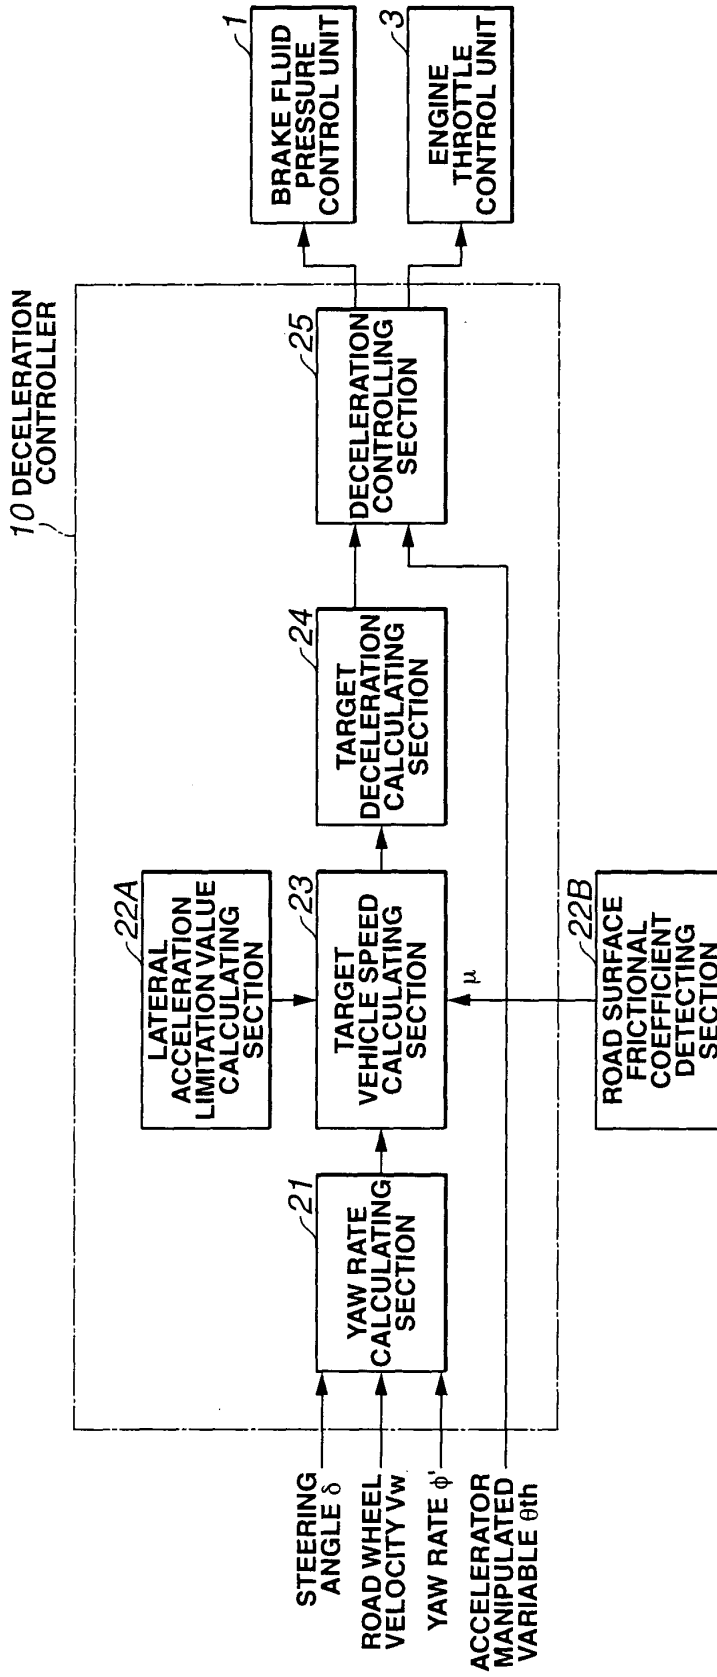 10 DECELERATION
CONTROLLER
STEERING
ANGLE δ
ROAD WHEEL
VELOCITY Vw
YAW RATE ϕ'
ACCELERATOR
MANIPULATED
VARIABLE θth
21
YAW RATE
CALCULATING
SECTION
22A
LATERAL
ACCELERATION
LIMITATION VALUE
CALCULATING
SECTION
23
TARGET
VEHICLE SPEED
CALCULATING
SECTION
μ
22B
ROAD SURFACE
FRICTIONAL
COEFFICIENT
DETECTING
SECTION
24
TARGET
DECELERATION
CALCULATING
SECTION
25
DECELERATION
CONTROLLING
SECTION
1
BRAKE FLUID
PRESSURE
CONTROL UNIT
3
ENGINE
THROTTLE
CONTROL UNIT